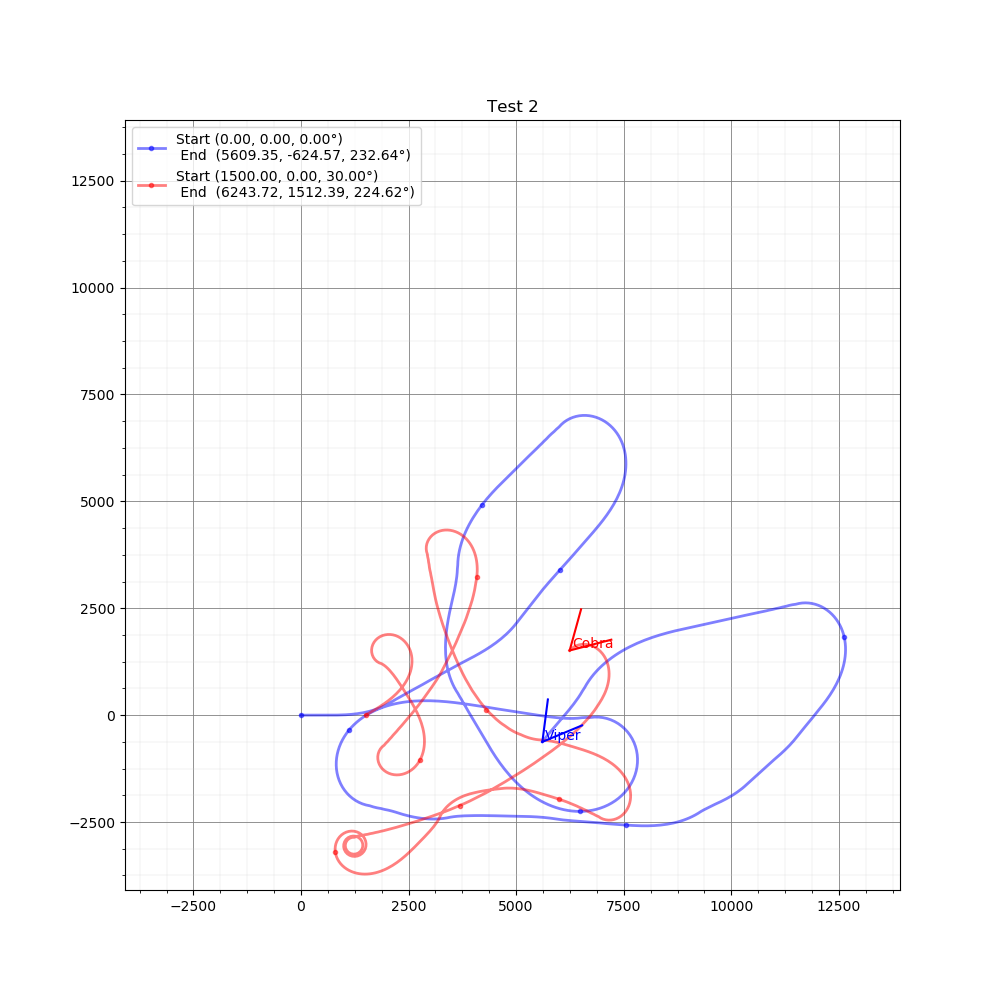 Test 2
Start (0.00, 0.00, 0.00°)
End (5609.35, -624.57, 232.64°)
Start (1500.00, 0.00, 30.00°)
End (6243.72, 1512.39, 224.62°)
12500
10000
7500
5000
2500
0
−2500
Cobra
Viper
−2500
0
2500
5000
7500
10000
12500